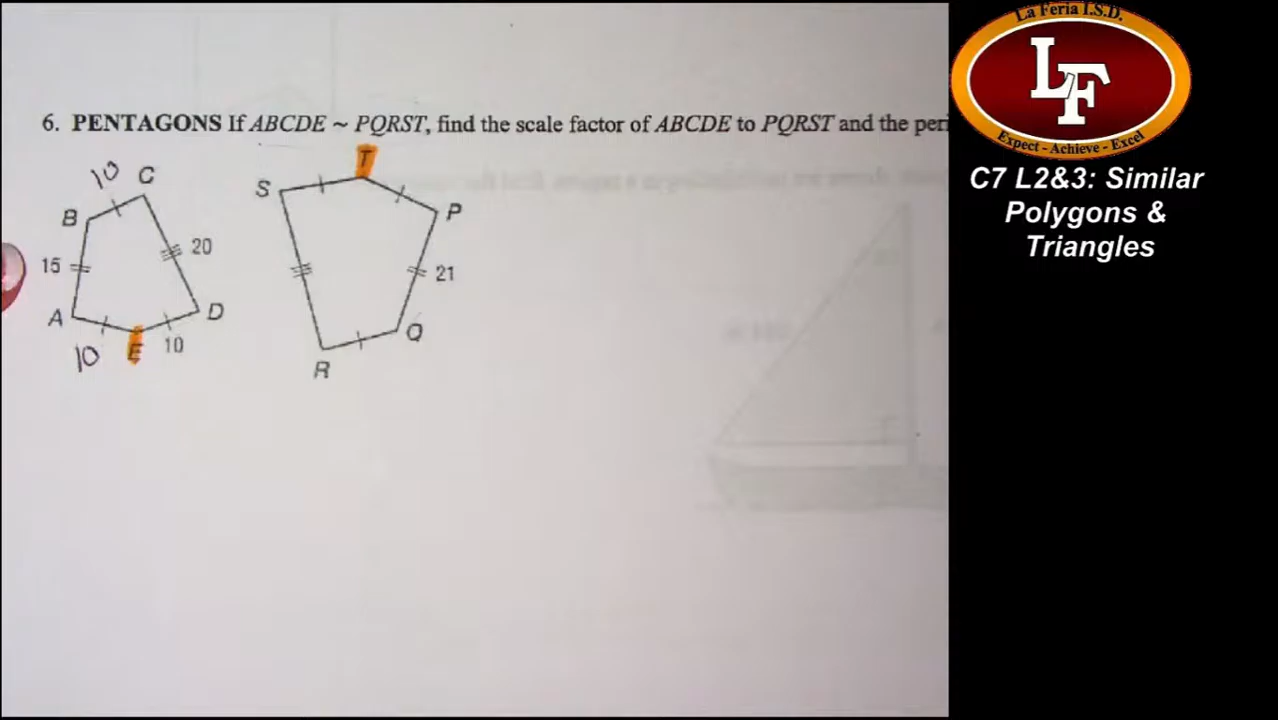 La Feria I.S.D.
LF
Expect - Achieve - Excel
C7 L2&3: Similar
Polygons &
Triangles
6. PENTAGONS If ABCDE ~ PQRST, find the scale factor of ABCDE to PQRST and the peri
10 C
B
15
20
A
D
10
E
10
S
T
P
21
Q
R